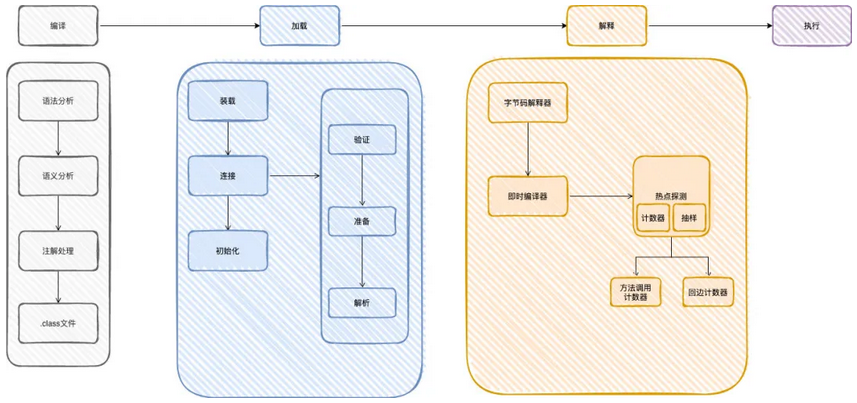 编译
加载
解释
执行
语法分析
语义分析
注解处理
.class文件
装载
连接
初始化
验证
准备
解析
字节码解释器
即时编译器
热点探测
计数器
抽样
方法调用
计数器
回边计数器